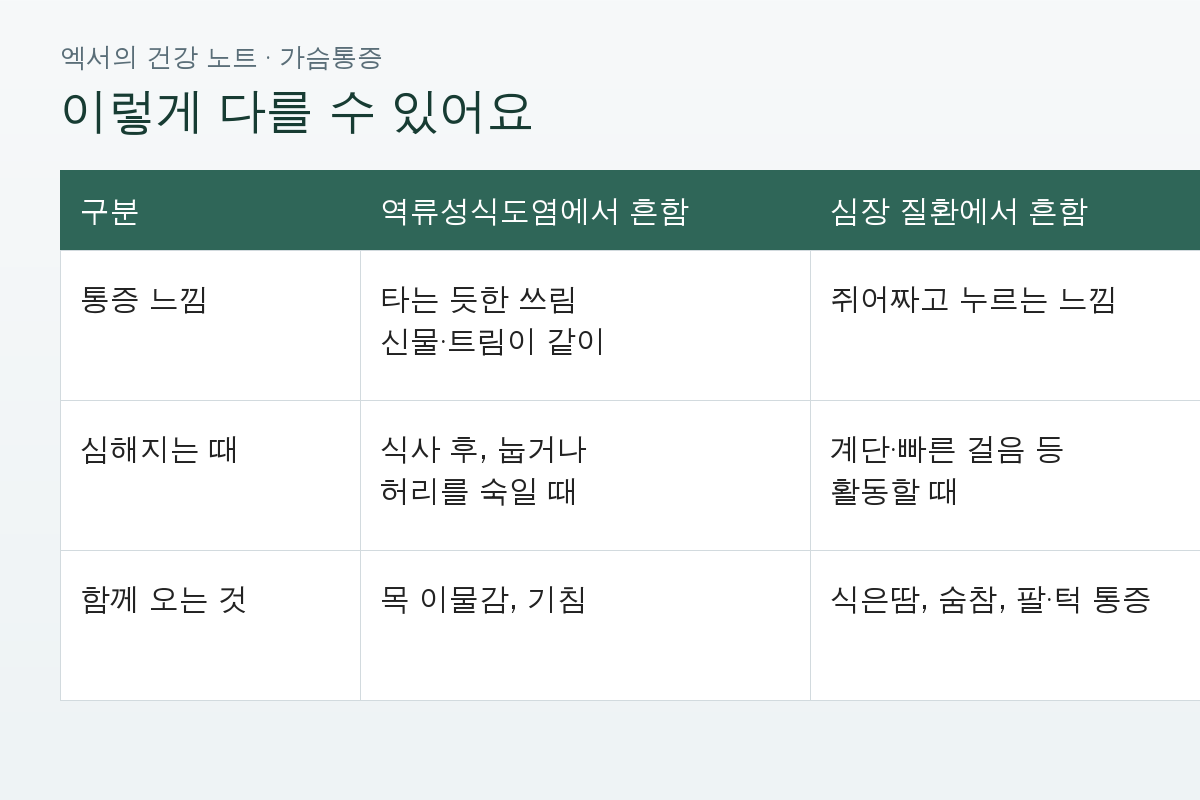 엑서의 건강 노트 · 가슴통증
이렇게 다를 수 있어요
구분
역류성식도염에서 흔함
심장 질환에서 흔함
통증 느낌
타는 듯한 쓰림
신물·트림이 같이
쥐어짜고 누르는 느낌
심해지는 때
식사 후, 눕거나
허리를 숙일 때
계단·빠른 걸음 등
활동할 때
함께 오는 것
목 이물감, 기침
식은땀, 숨참, 팔·턱 통증